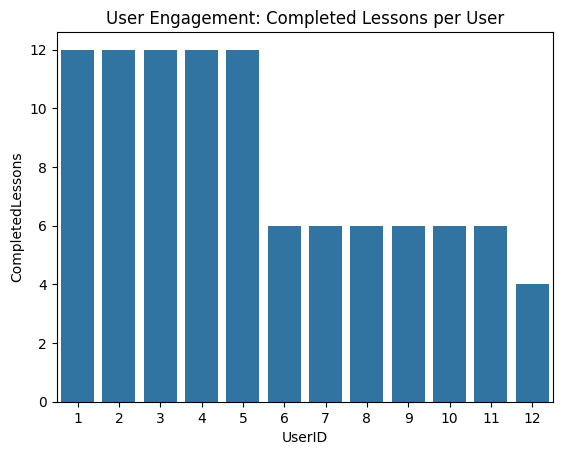 User Engagement: Completed Lessons per User
CompletedLessons
12
10
8
6
4
2
0
1 2 3 4 5 6 7 8 9 10 11 12
UserID